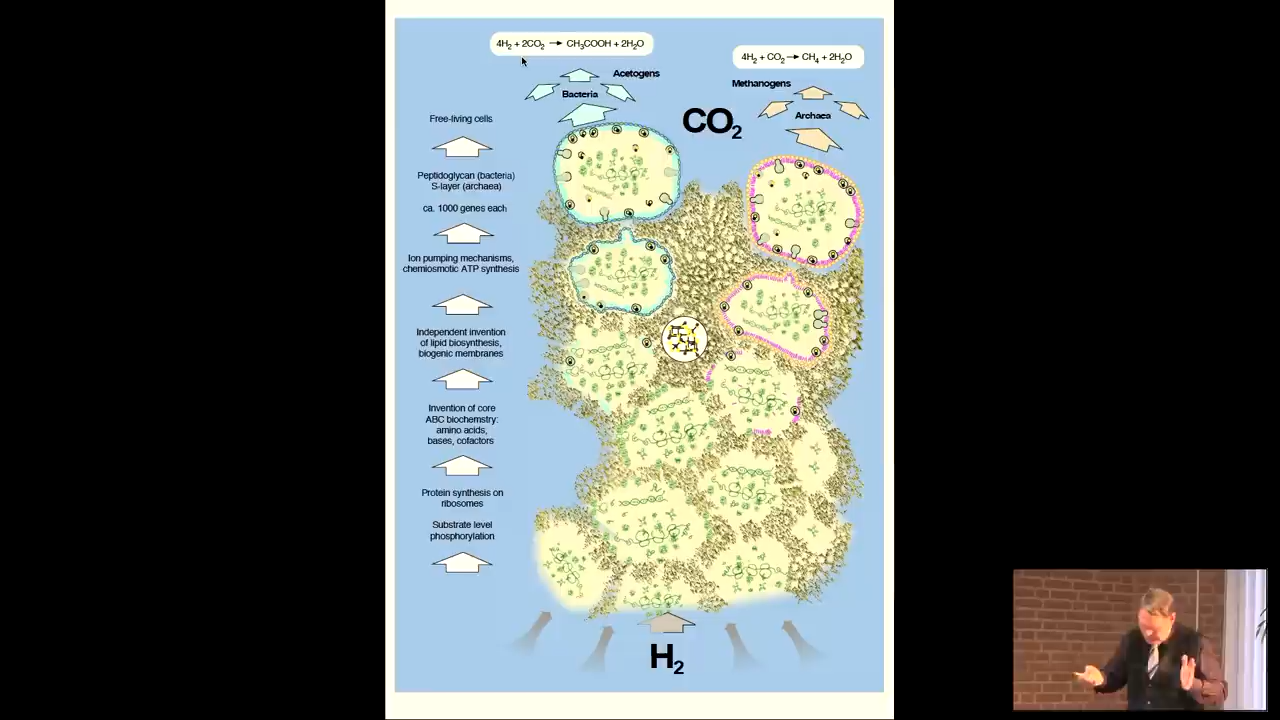 4H₂ + 2CO₂ → CH₃COOH + 2H₂O
4H₂ + CO₂ → CH₄ + 2H₂O
Acetogens
Bacteria
Methanogens
Archaea
CO₂
Free-living cells
Peptidoglycan (bacteria)
S-layer (archaea)
ca. 1000 genes each
Ion pumping mechanisms,
chemiosmotic ATP synthesis
Independent invention
of lipid biosynthesis,
biogenic membranes
Invention of core
ABC biochemistry:
amino acids,
bases, cofactors
Protein synthesis on
ribosomes
Substrate level
phosphorylation
H₂